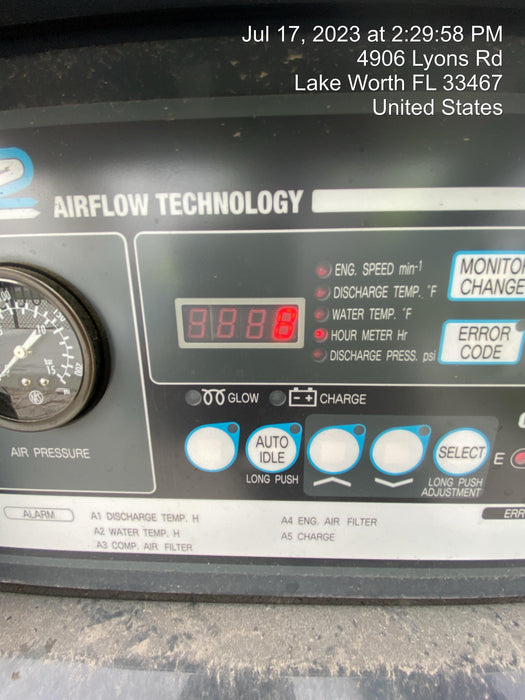 Jul 17, 2023 at 2:29:58 PM
4906 Lyons Rd
Lake Worth FL 33467
United States
AIRFLOW TECHNOLOGY
ENG. SPEED min-1
DISCHARGE TEMP. °F
WATER TEMP. °F
HOUR METER Hr
DISCHARGE PRESS. psi
MONITO
CHANGE
ERROR
CODE
GLOW
CHARGE
AIR PRESSURE
AUTO
IDLE
LONG PUSH
SELECT
LONG PUSH
ADJUSTMENT
E
ALARM
A1 DISCHARGE TEMP. H
A2 WATER TEMP. H
A3 COMP. AIR FILTER
A4 ENG. AIR FILTER
A5 CHARGE
ERR